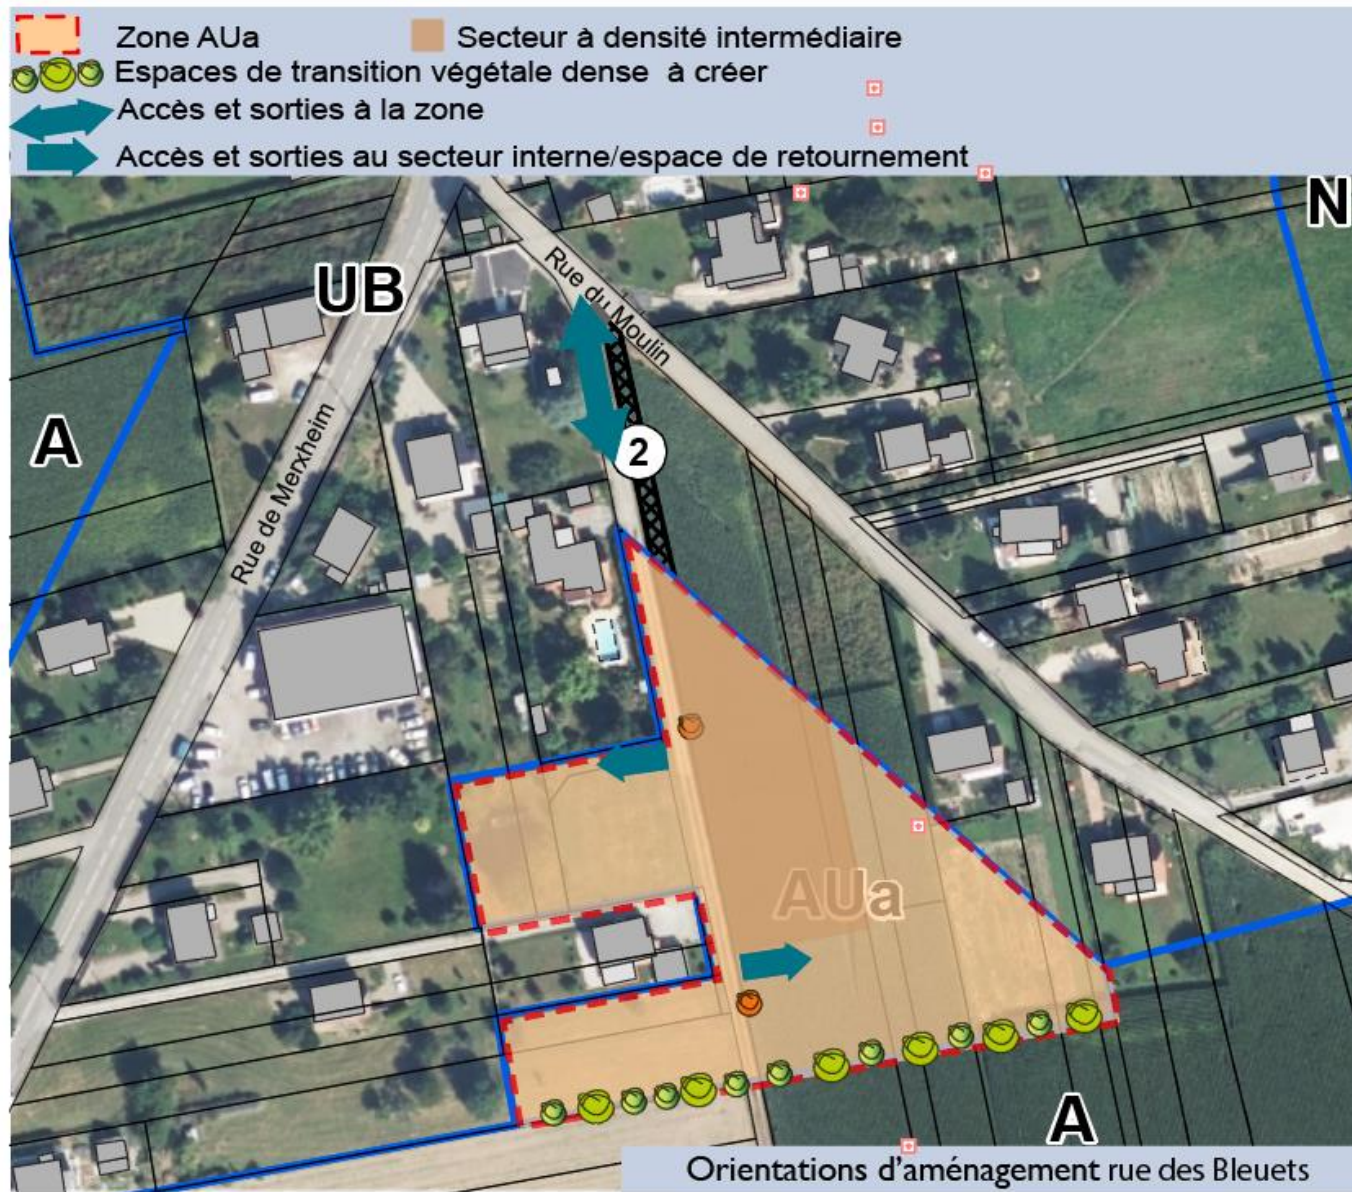 Zone AUa
Secteur à densité intermédiaire
Espaces de transition végétale dense à créer
Accès et sorties à la zone
Accès et sorties au secteur interne/espace de retournement
N
UB
Rue du Moulin
A
Rue de Merxheim
2
AUa
A
Orientations d'aménagement rue des Bleuets